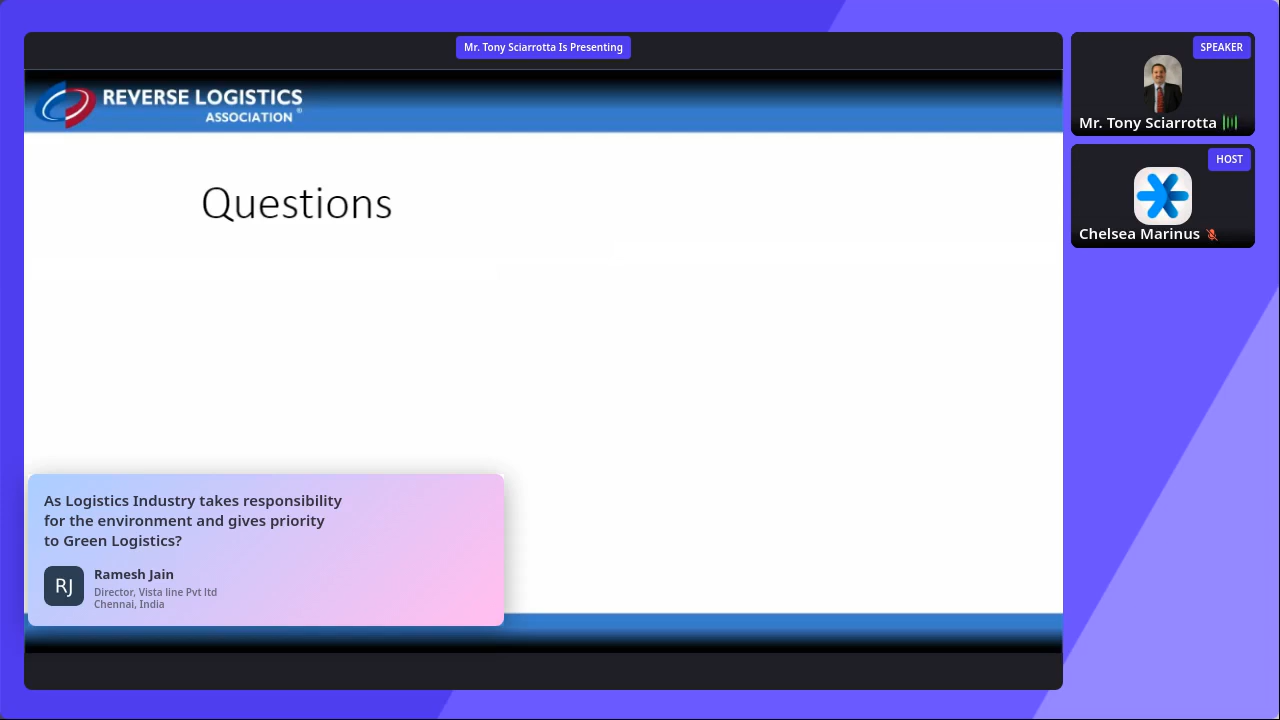 Mr. Tony Sciarrotta Is Presenting
SPEAKER
Mr. Tony Sciarrotta
HOST
Chelsea Marinus
REVERSE LOGISTICS
ASSOCIATION®
Questions
As Logistics Industry takes responsibility
for the environment and gives priority
to Green Logistics?
RJ
Ramesh Jain
Director, Vista line Pvt ltd
Chennai, India